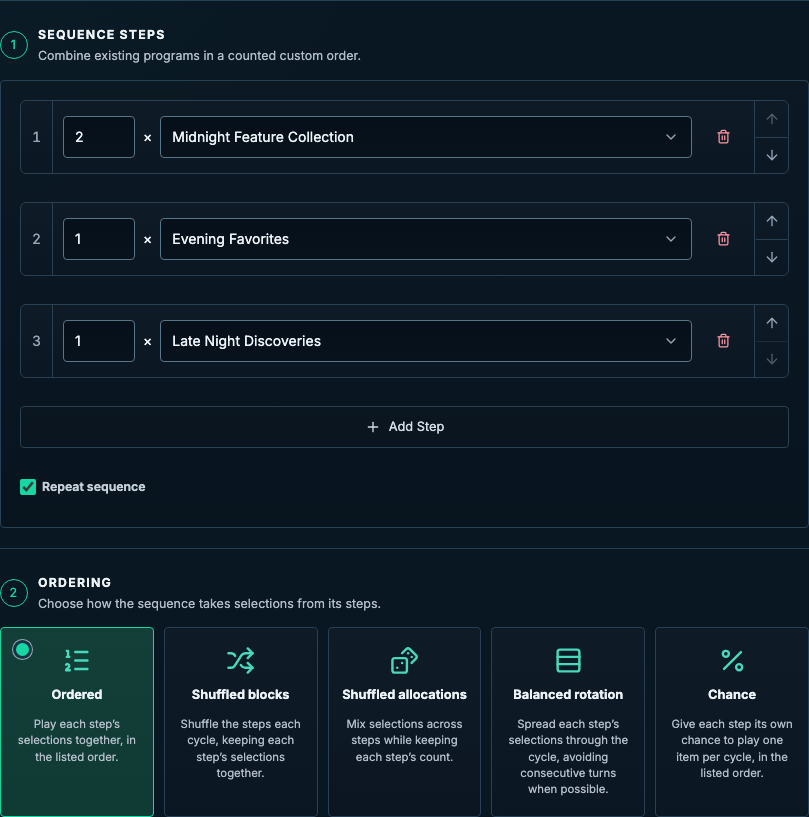 1
SEQUENCE STEPS
Combine existing programs in a counted custom order.
1 2 × Midnight Feature Collection
2 1 × Evening Favorites
3 1 × Late Night Discoveries
+ Add Step
Repeat sequence
2
ORDERING
Choose how the sequence takes selections from its steps.
1
2
Ordered
Play each step’s
selections together, in
the listed order.
Shuffled blocks
Shuffle the steps each
cycle, keeping each
step’s selections
together.
Shuffled allocations
Mix selections across
steps while keeping
each step’s count.
Balanced rotation
Spread each step’s
selections through the
cycle, avoiding
consecutive turns
when possible.
%
Chance
Give each step its own
chance to play one
item per cycle, in the
listed order.